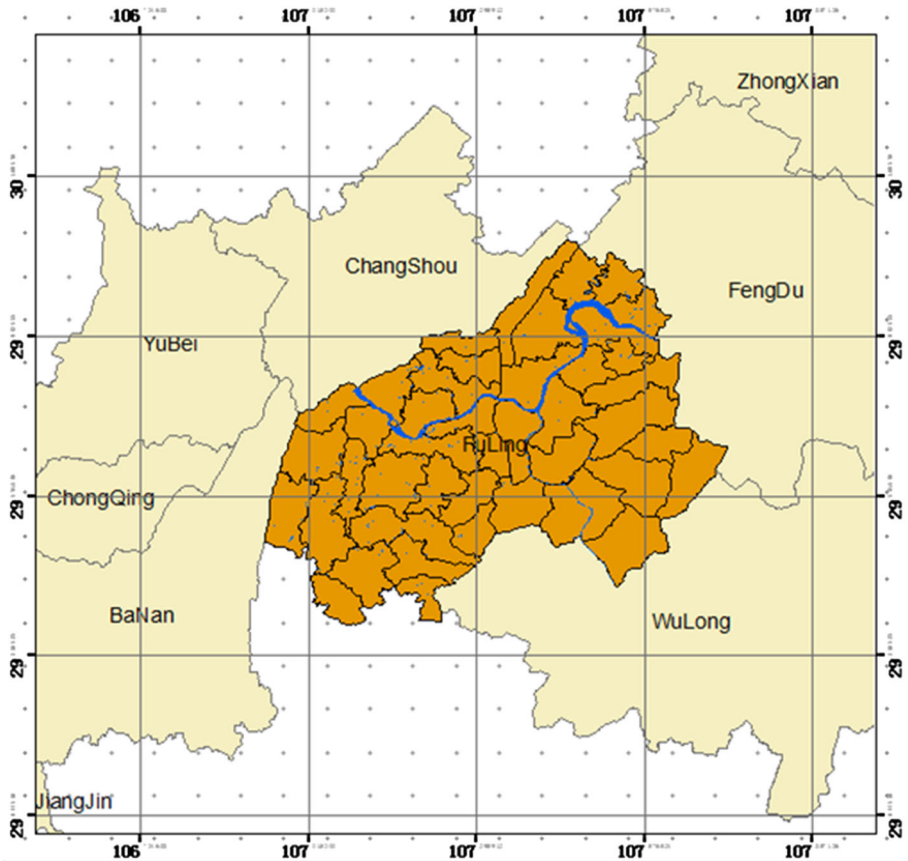 106 107 107 107 107
ZhongXian
30 30
ChangShou
FengDu
29 29
YuBei
FuLing
ChongQing
29 29
BaNan
WuLong
29 29
JiangJin
29 29
106 107 107 107 107